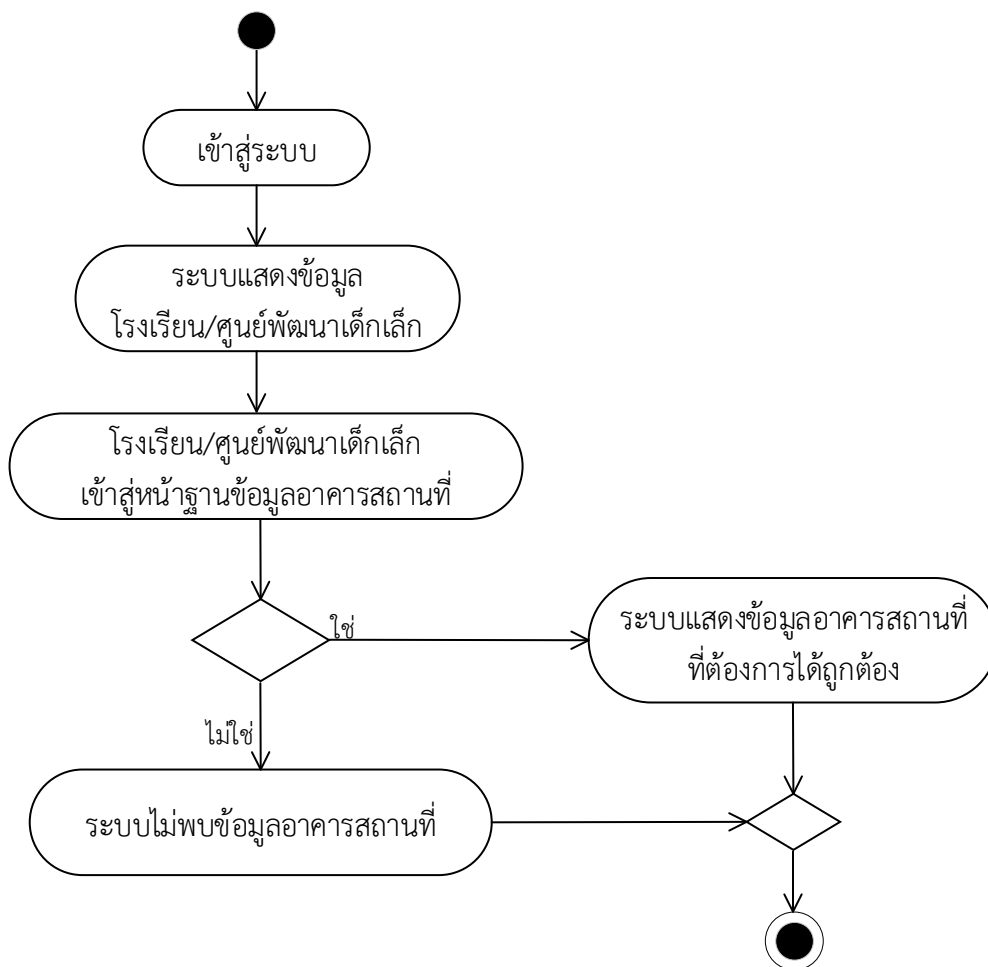 เข้าสู่ระบบ
ระบบแสดงข้อมูล
โรงเรียน/ศูนย์พัฒนาเด็กเล็ก
โรงเรียน/ศูนย์พัฒนาเด็กเล็ก
เข้าสู่หน้าฐานข้อมูลอาคารสถานที่
ใช่
ระบบแสดงข้อมูลอาคารสถานที่
ที่ต้องการได้ถูกต้อง
ไม่ใช่
ระบบไม่พบข้อมูลอาคารสถานที่